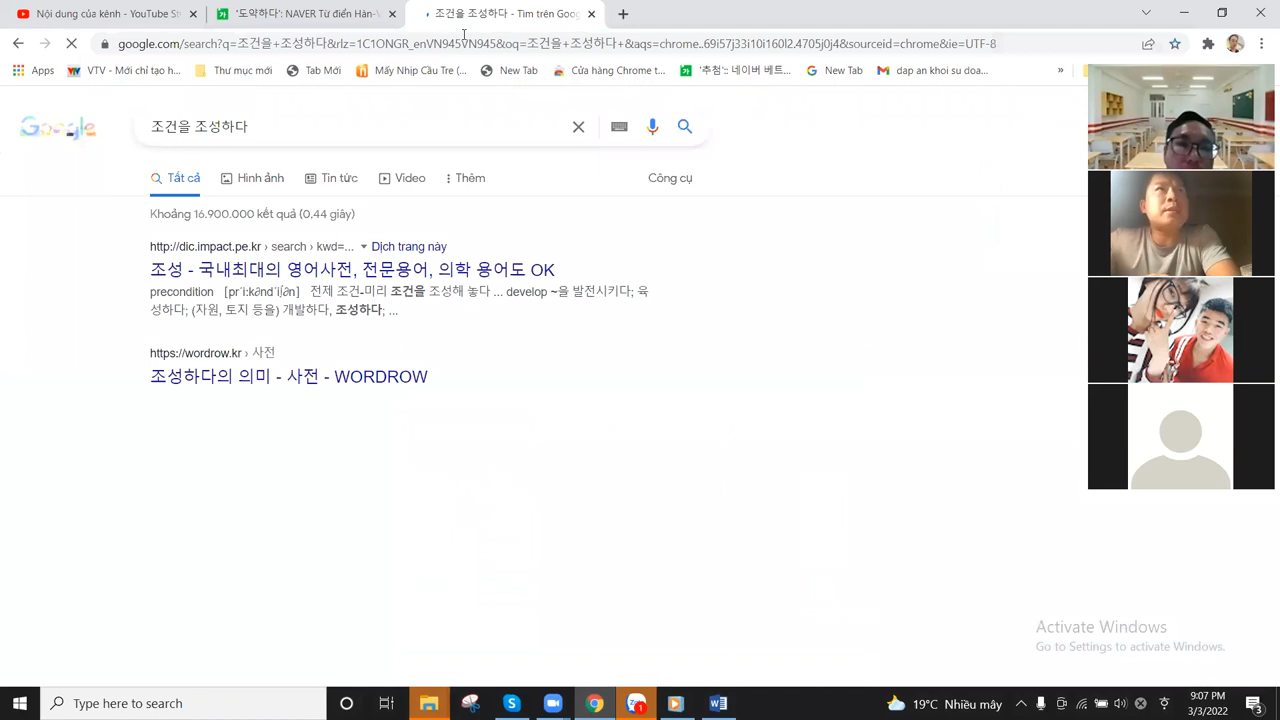 Nội dung của kênh - YouTube St
'도약하다': NAVER Từ điển Hàn-V
조건을 조성하다 - Tìm trên Goog
google.com/search?q=조건을+조성하다&rlz=1C1ONGR_enVN945VN945&oq=조건을+조성하다+&aqs=chrome..69i57j33i10i160l2.4705j0j4&sourceid=chrome&ie=UTF-8
Apps
VTV - Mới chỉ tạo h...
Thư mục mới
Tab Mới
Mấy Nhịp Cầu Tre (...
New Tab
Cửa hàng Chrome t...
'추첨':: 네이버 베트...
New Tab
dap an khoi su doa...
»
Google
조건을 조성하다
Tất cả
Hình ảnh
Tin tức
Video
Thêm
Công cụ
Khoảng 16.900.000 kết quả (0,44 giây)
http://dic.impact.pe.kr › search › kwd=... Dịch trang này
조성 - 국내최대의 영어사전, 전문용어, 의학 용어도 OK
precondition [pr´i:k∂nd´i∫∂n] 전제 조건-미리 조건을 조성해 놓다 ... develop ~을 발전시키다; 육
성하다; (자원, 토지 등을) 개발하다, 조성하다; ...
https://wordrow.kr › 사전
조성하다의 의미 - 사전 - WORDROW
Activate Windows
Go to Settings to activate Windows.
Type here to search
19°C Nhiều mây
9:07 PM
3/3/2022
3